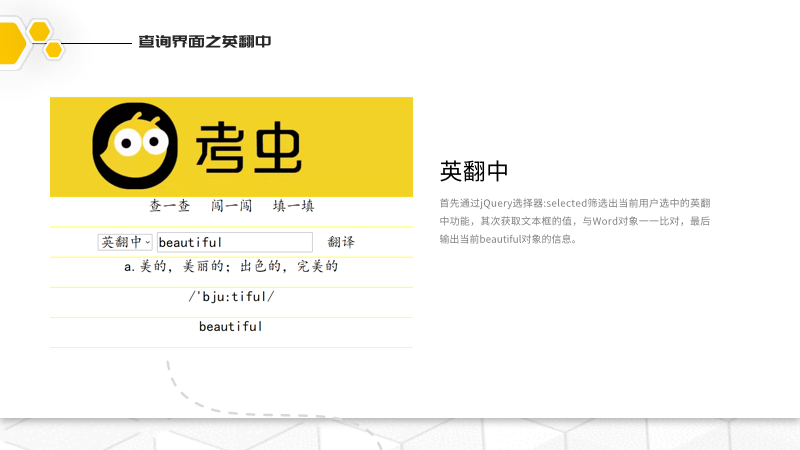 查询界面之英翻中
考虫
查一查 闯一闯 填一填
英翻中 beautiful 翻译
a.美的，美丽的；出色的，完美的
/'bju:tiful/
beautiful
英翻中
首先通过jQuery选择器:selected筛选出当前用户选中的英翻
中功能，其次获取文本框的值，与Word对象一一比对，最后
输出当前beautiful对象的信息。